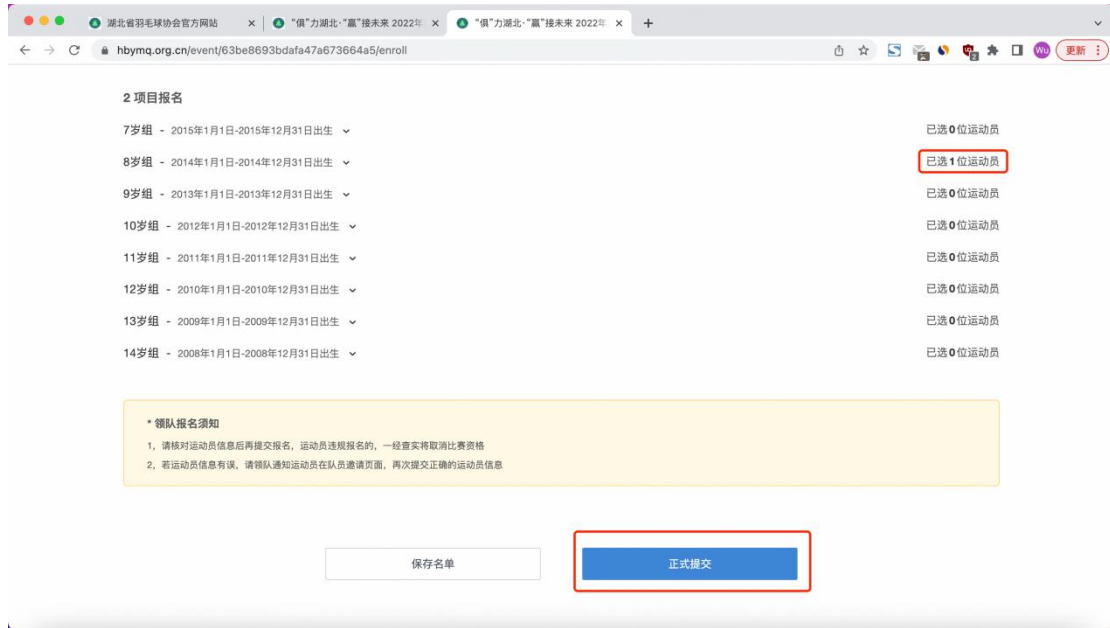 湖北省羽毛球协会官方网站
"俱"力湖北·"赢"接未来 2022年
"俱"力湖北·"赢"接未来 2022年
hbymq.org.cn/event/63be8693bdafa47a673664a5/enroll
Wu
更新
2 项目报名
7岁组 - 2015年1月1日-2015年12月31日出生 已选0位运动员
8岁组 - 2014年1月1日-2014年12月31日出生 已选1位运动员
9岁组 - 2013年1月1日-2013年12月31日出生 已选0位运动员
10岁组 - 2012年1月1日-2012年12月31日出生 已选0位运动员
11岁组 - 2011年1月1日-2011年12月31日出生 已选0位运动员
12岁组 - 2010年1月1日-2010年12月31日出生 已选0位运动员
13岁组 - 2009年1月1日-2009年12月31日出生 已选0位运动员
14岁组 - 2008年1月1日-2008年12月31日出生 已选0位运动员
* 领队报名须知
1，请核对运动员信息后再提交报名，运动员违规报名的，一经查实将取消比赛资格
2，若运动员信息有误，请领队通知运动员在队员邀请页面，再次提交正确的运动员信息
保存名单 正式提交